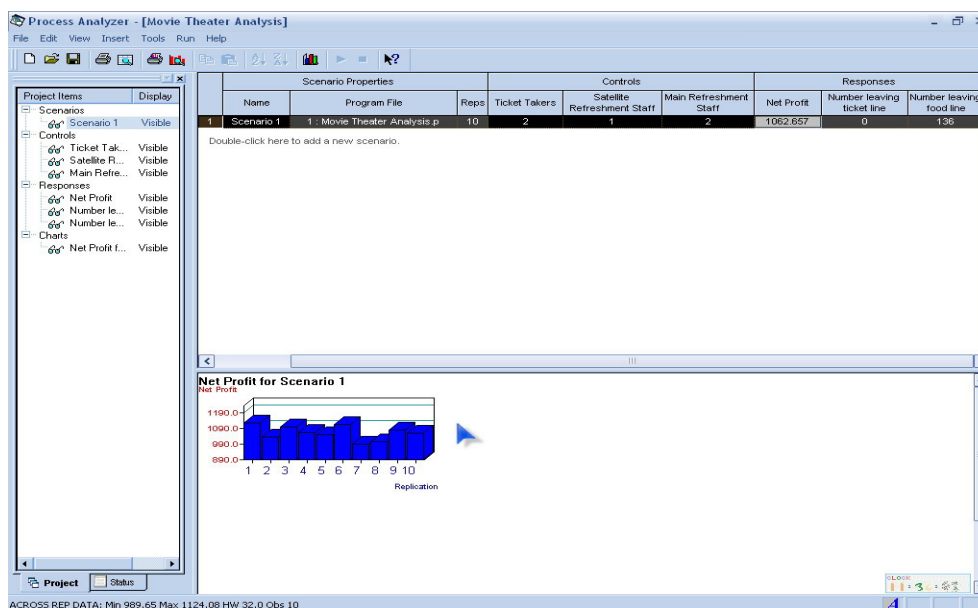 Process Analyzer - [Movie Theater Analysis]
File Edit View Insert Tools Run Help
Project Items Display
Scenarios
Scenario 1 Visible
Controls
Ticket Tak... Visible
Satellite R... Visible
Main Refre... Visible
Responses
Net Profit Visible
Number le... Visible
Number le... Visible
Charts
Net Profit f... Visible
Project Status
Scenario Properties Controls Responses
Name Program File Reps Ticket Takers Satellite Refreshment Staff Main Refreshment Staff Net Profit Number leaving ticket line Number leaving food line
1 Scenario 1 1 : Movie Theater Analysis.p 10 2 1 2 1062.657 0 136
Double-click here to add a new scenario.
Net Profit for Scenario 1
Net Profit
1190.0
1090.0
990.0
890.0
1 2 3 4 5 6 7 8 9 10
Replication
CLOCK
ACROSS REP DATA: Min 989.65 Max 1124.08 HW 32.0 Obs 10